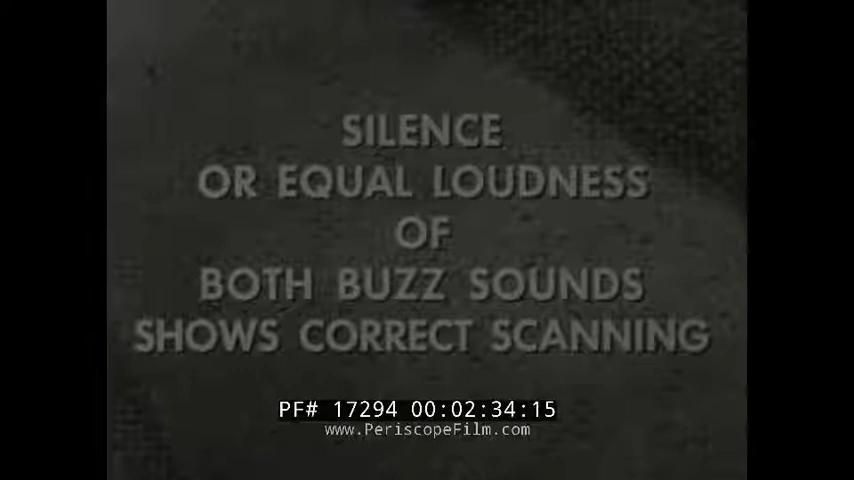 SILENCE
OR EQUAL LOUDNESS
OF
BOTH BUZZ SOUNDS
SHOWS CORRECT SCANNING
PF# 17294 00:02:34:15
www.PeriscopeFilm.com